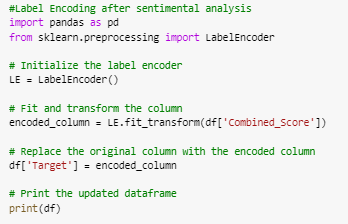 #Label Encoding after sentimental analysis
import pandas as pd
from sklearn.preprocessing import LabelEncoder
# Initialize the label encoder
LE = LabelEncoder()
# Fit and transform the column
encoded_column = LE.fit_transform(df['Combined_Score'])
# Replace the original column with the encoded column
df['Target'] = encoded_column
# Print the updated dataframe
print(df)